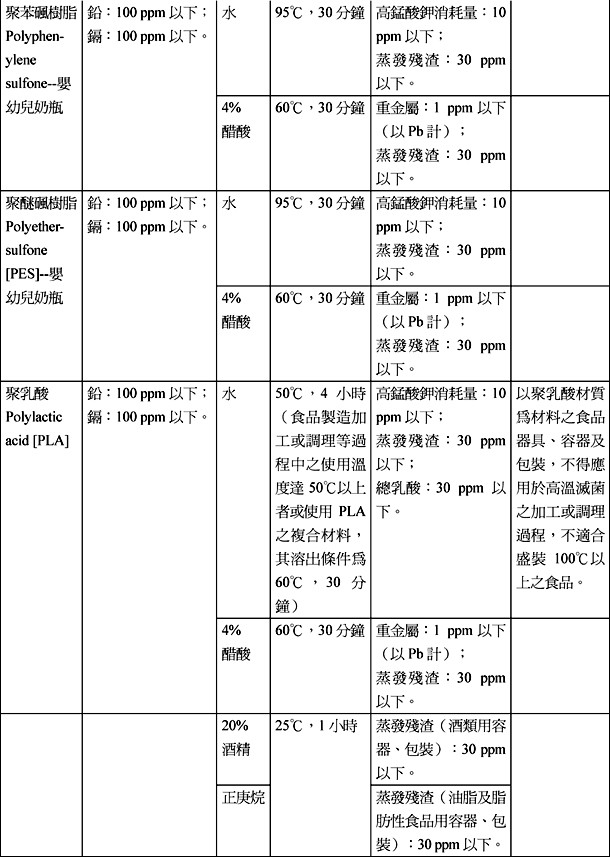 聚苯碸樹脂
Polyphen-
ylene
sulfone--嬰
幼兒奶瓶
鉛：100 ppm 以下；
鎘：100 ppm 以下。
水
95℃，30 分鐘
高錳酸鉀消耗量：10
ppm 以下；
蒸發殘渣：30 ppm
以下。
4%
醋酸
60℃，30 分鐘
重金屬：1 ppm 以下
（以 Pb 計）；
蒸發殘渣：30 ppm
以下。
聚醚碸樹脂
Polyether-
sulfone
[PES]--嬰
幼兒奶瓶
鉛：100 ppm 以下；
鎘：100 ppm 以下。
水
95℃，30 分鐘
高錳酸鉀消耗量：10
ppm 以下；
蒸發殘渣：30 ppm
以下。
4%
醋酸
60℃，30 分鐘
重金屬：1 ppm 以下
（以 Pb 計）；
蒸發殘渣：30 ppm
以下。
聚乳酸
Polylactic
acid [PLA]
鉛：100 ppm 以下；
鎘：100 ppm 以下。
水
50℃，4 小時
（食品製造加
工或調理等過
程中之使用溫
度達 50℃以上
者或使用 PLA
之複合材料，
其溶出條件為
60℃，30 分
鐘）
高錳酸鉀消耗量：10
ppm 以下；
蒸發殘渣：30 ppm
以下；
總乳酸：30 ppm 以
下。
以聚乳酸材質
為材料之食品
器具、容器及
包裝，不得應
用於高溫滅菌
之加工或調理
過程，不適合
盛裝 100℃以
上之食品。
4%
醋酸
60℃，30 分鐘
重金屬：1 ppm 以下
（以 Pb 計）；
蒸發殘渣：30 ppm
以下。
20%
酒精
25℃，1 小時
蒸發殘渣（酒類用容
器、包裝）：30 ppm
以下。
正庚烷
蒸發殘渣（油脂及脂
肪性食品用容器、包
裝）：30 ppm 以下。